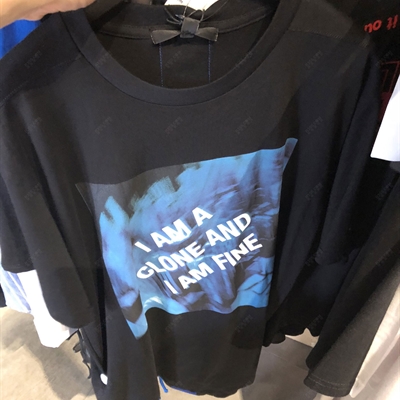 I AM A
CLONE AND
I AM FINE